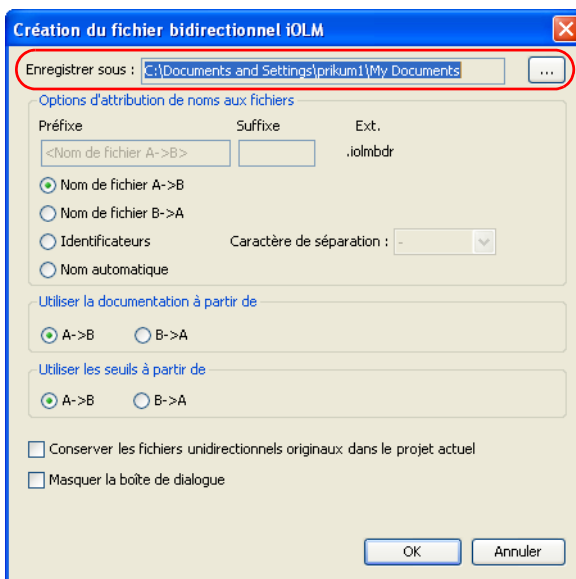 Création du fichier bidirectionnel iOLM
Enregistrer sous : C:\Documents and Settings\prikum1\My Documents ...
Options d'attribution de noms aux fichiers
Préfixe Suffixe Ext.
<Nom de fichier A->B> .iolmbdr
Nom de fichier A->B
Nom de fichier B->A
Identificateurs Caractère de séparation : -
Nom automatique
Utiliser la documentation à partir de
A->B B->A
Utiliser les seuils à partir de
A->B B->A
Conserver les fichiers unidirectionnels originaux dans le projet actuel
Masquer la boîte de dialogue
OK Annuler